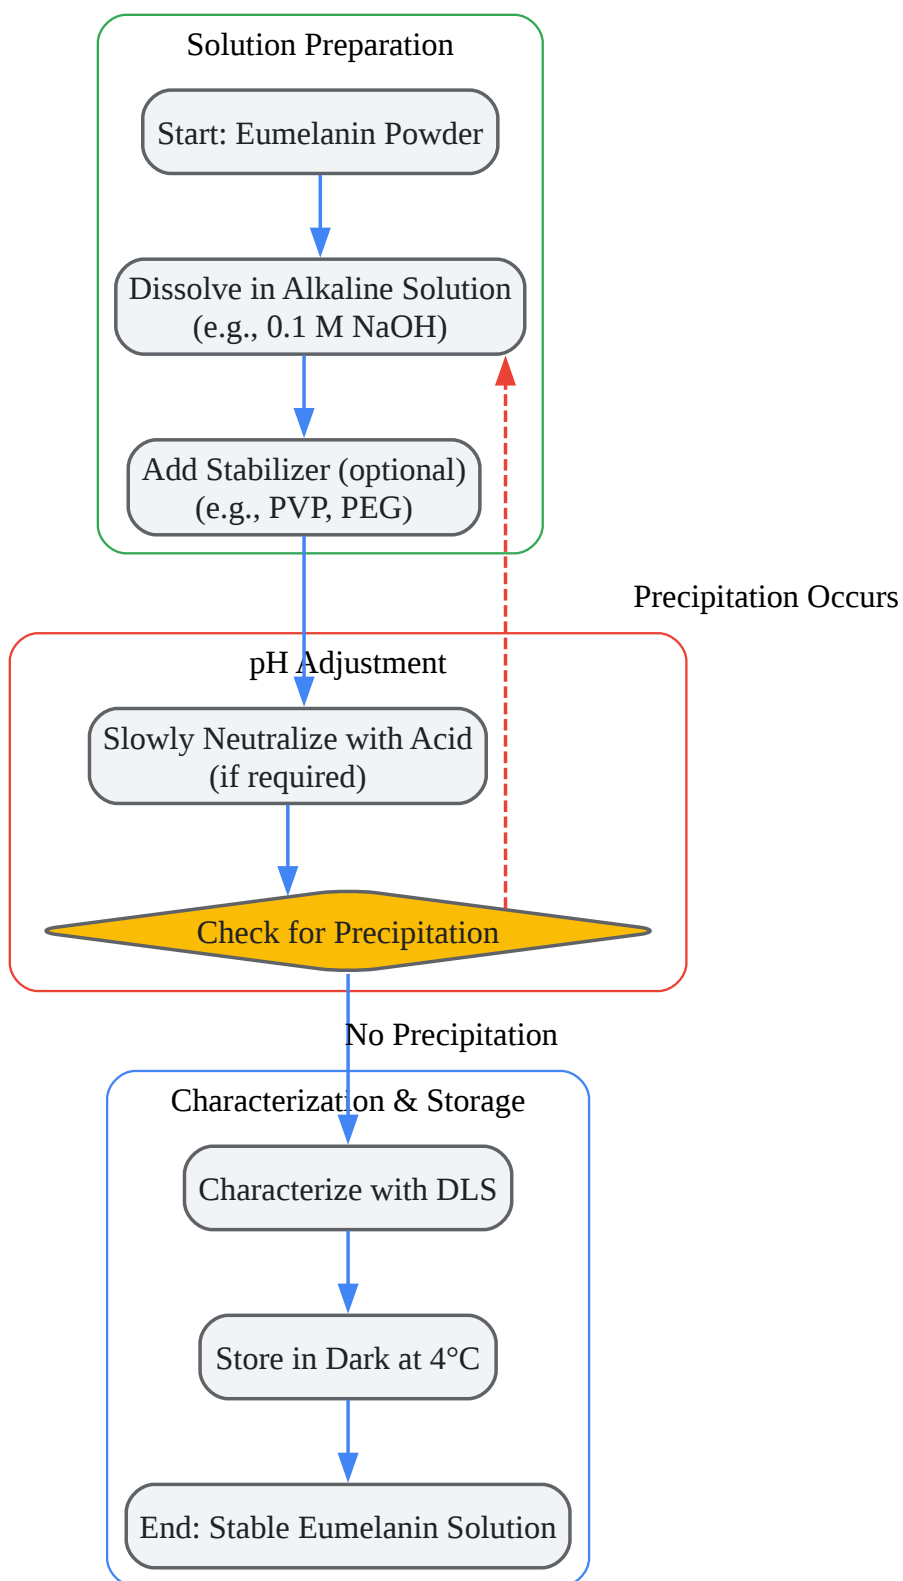 Solution Preparation
Start: Eumelanin Powder
Dissolve in Alkaline Solution
(e.g., 0.1 M NaOH)
Add Stabilizer (optional)
(e.g., PVP, PEG)
Precipitation Occurs
pH Adjustment
Slowly Neutralize with Acid
(if required)
Check for Precipitation
No Precipitation
Characterization & Storage
Characterize with DLS
Store in Dark at 4°C
End: Stable Eumelanin Solution